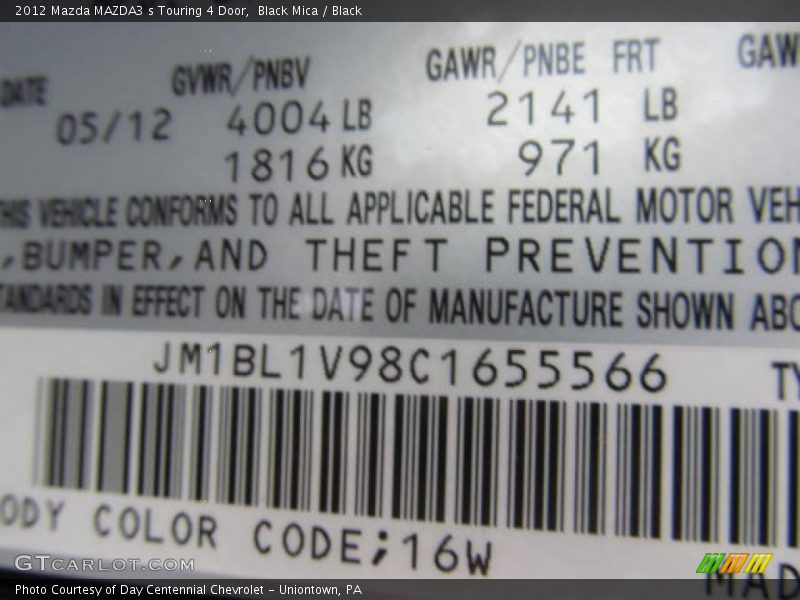 2012 Mazda MAZDA3 s Touring 4 Door,  Black Mica / Black
DATE GVWR/PNBV GAWR/PNBE FRT GAW
05/12 4004 LB 2141 LB
1816 KG 971 KG
THIS VEHICLE CONFORMS TO ALL APPLICABLE FEDERAL MOTOR VEH
,BUMPER,AND THEFT PREVENTION
TANDARDS IN EFFECT ON THE DATE OF MANUFACTURE SHOWN ABO
JM1BL1V98C1655566 TY
ODY COLOR CODE;16W
MAD
GTCARLOT.COM
Photo Courtesy of Day Centennial Chevrolet - Uniontown, PA